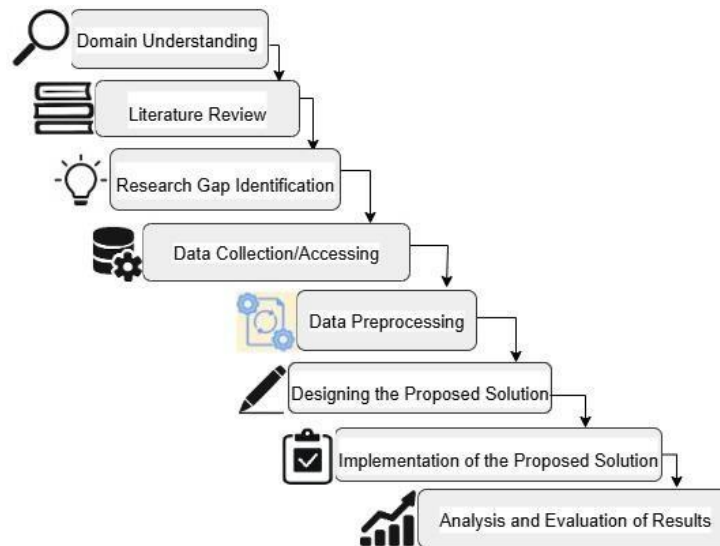 Domain Understanding
Literature Review
Research Gap Identification
Data Collection/Accessing
Data Preprocessing
Designing the Proposed Solution
Implementation of the Proposed Solution
Analysis and Evaluation of Results